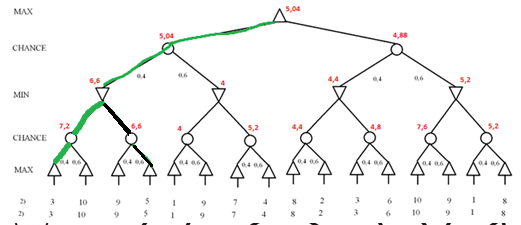 MAX 5,04
CHANCE 5,04 4,88
0,4 0,6 0,4 0,6
MIN 6,6 4 4,4 5,2
CHANCE 7,2 6,6 4 5,2 4,4 4,8 7,6 5,2
MAX 0,4 0,6 0,4 0,6 0,4 0,6 0,4 0,6 0,4 0,6 0,4 0,6 0,4 0,6 0,4 0,6
2) 3 10 9 5 1 9 7 4 8 2 3 6 10 9 1 8
2) 3 10 9 5 1 9 7 4 8 2 3 6 10 9 1 8